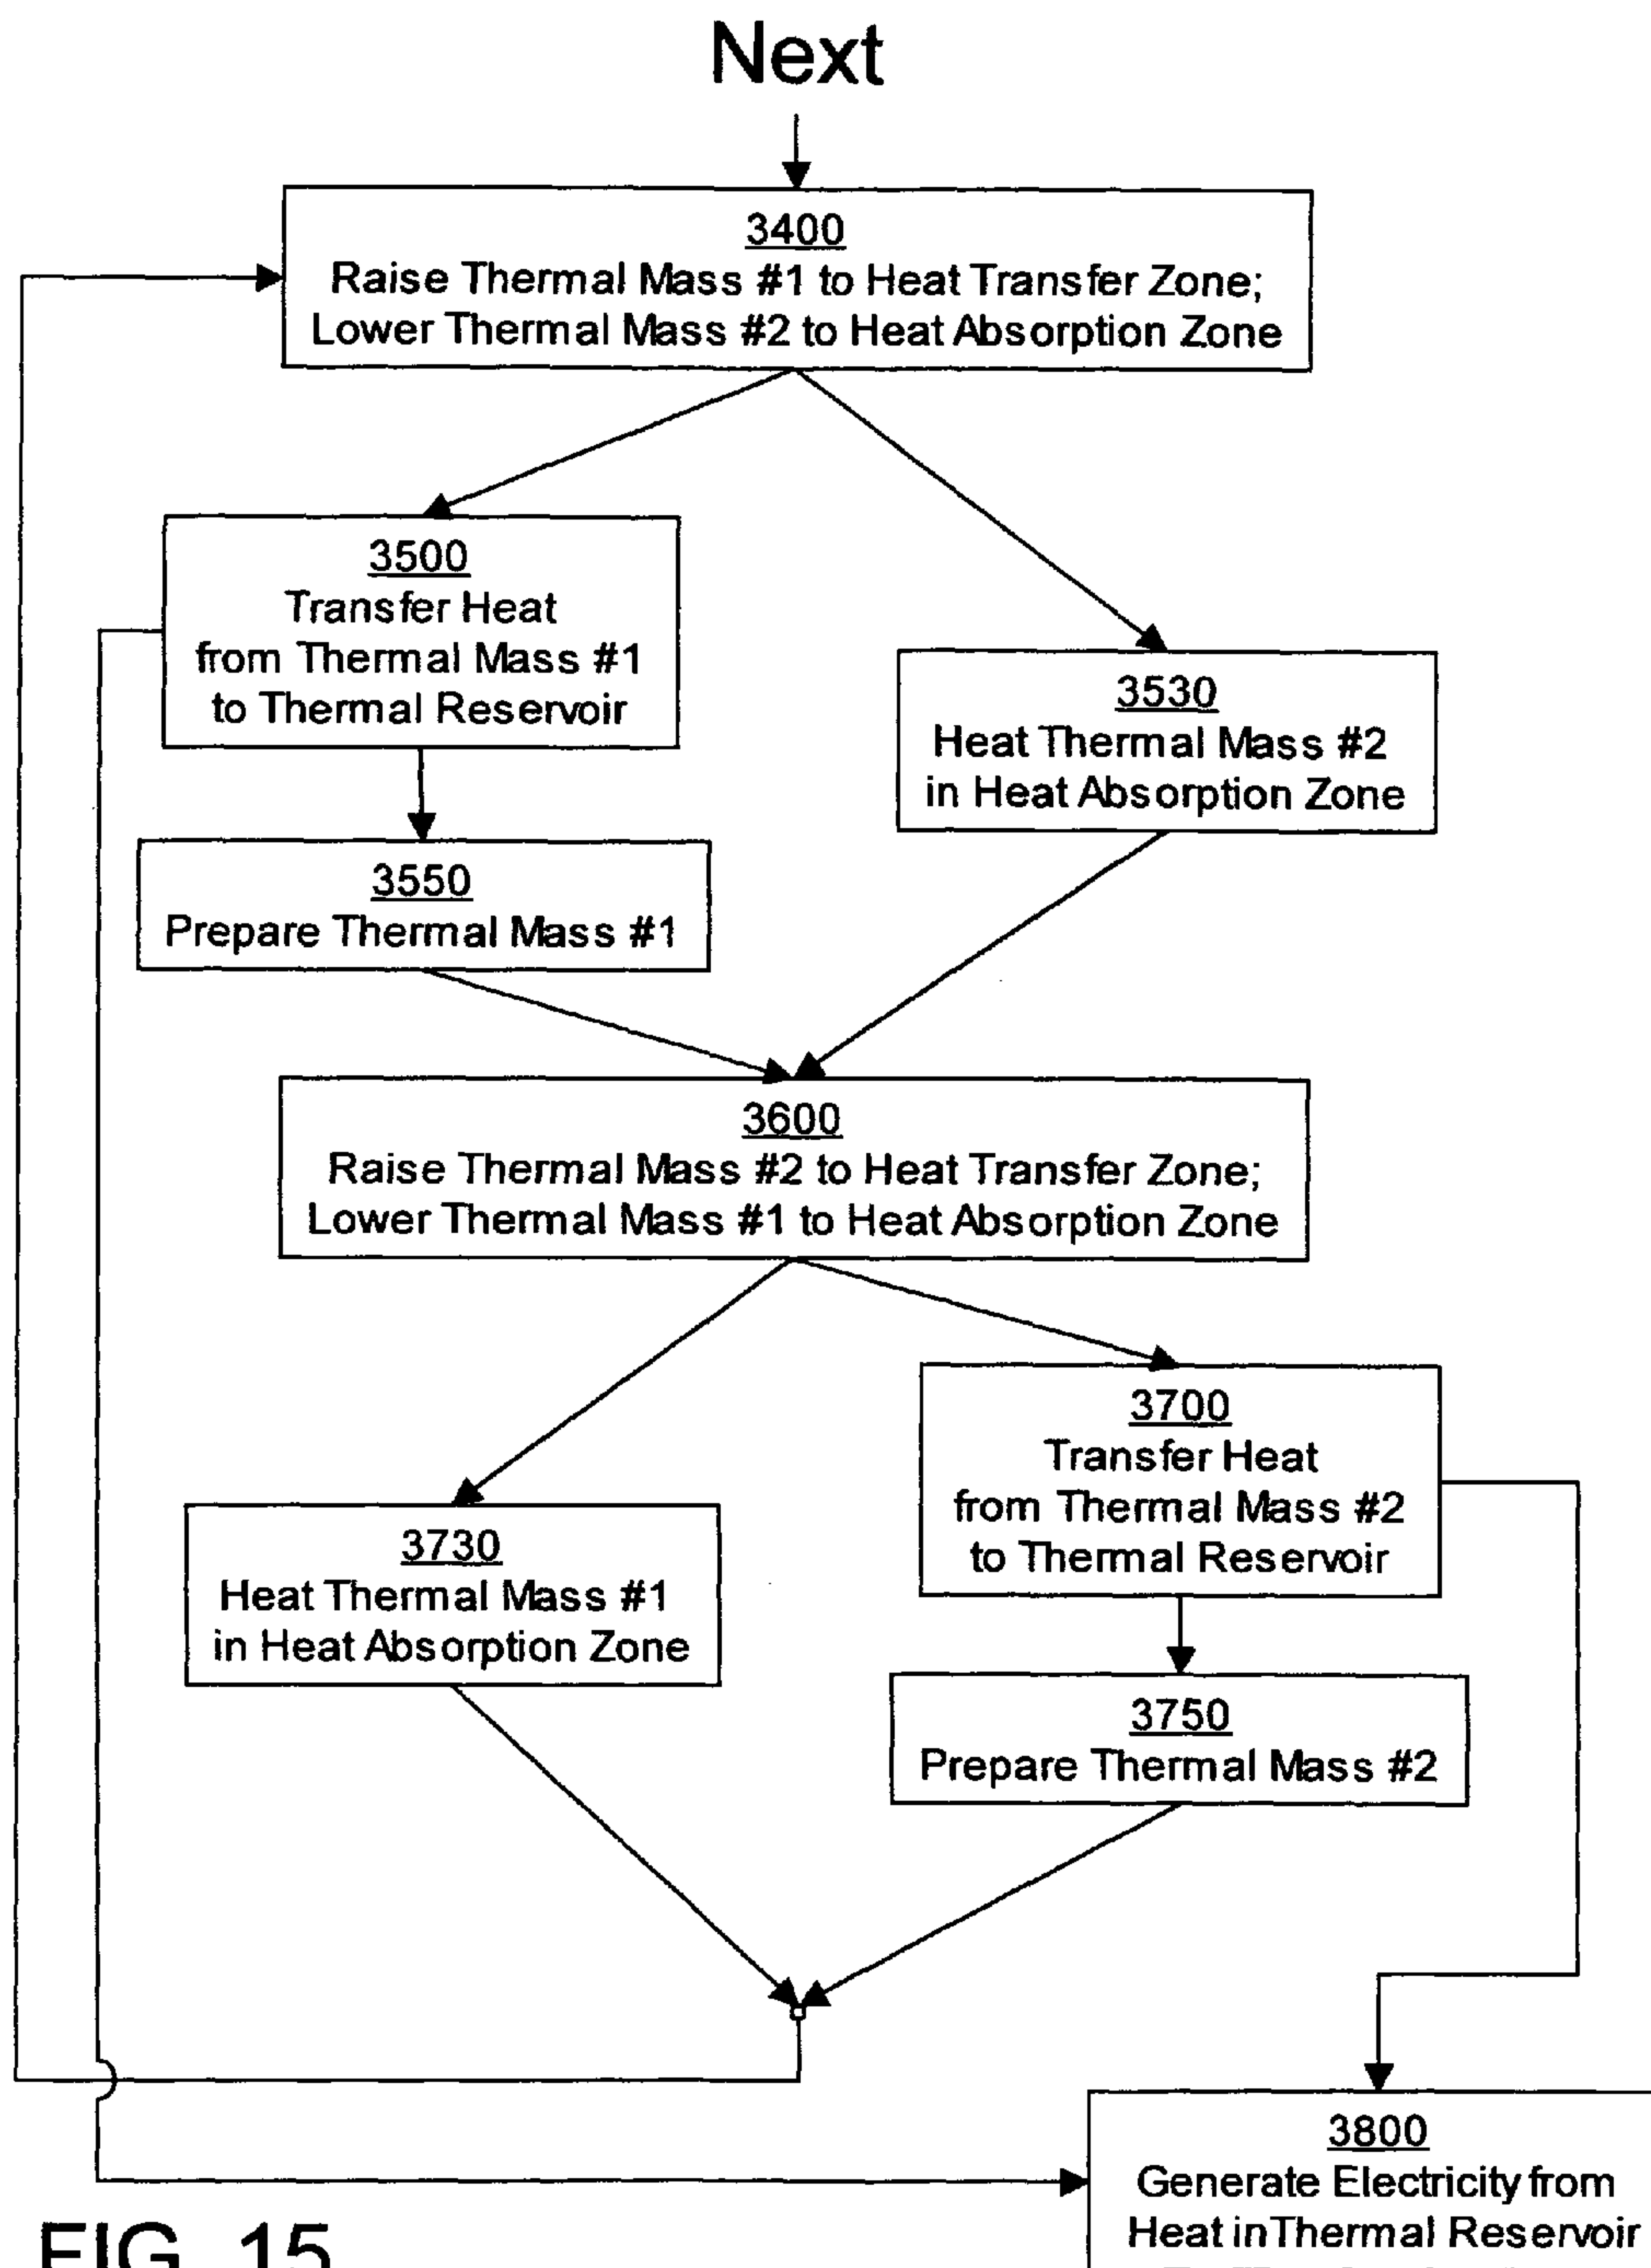 Next
3400
Raise Thermal Mass #1 to Heat Transfer Zone;
Lower Thermal Mass #2 to Heat Absorption Zone
3500
Transfer Heat
from Thermal Mass #1
to Thermal Reservoir
3530
Heat Thermal Mass #2
in Heat Absorption Zone
3550
Prepare Thermal Mass #1
3600
Raise Thermal Mass #2 to Heat Transfer Zone;
Lower Thermal Mass #1 to Heat Absorption Zone
3700
Transfer Heat
from Thermal Mass #2
to Thermal Reservoir
3730
Heat Thermal Mass #1
in Heat Absorption Zone
3750
Prepare Thermal Mass #2
3800
Generate Electricity from
Heat in Thermal Reservoir
FIG. 15